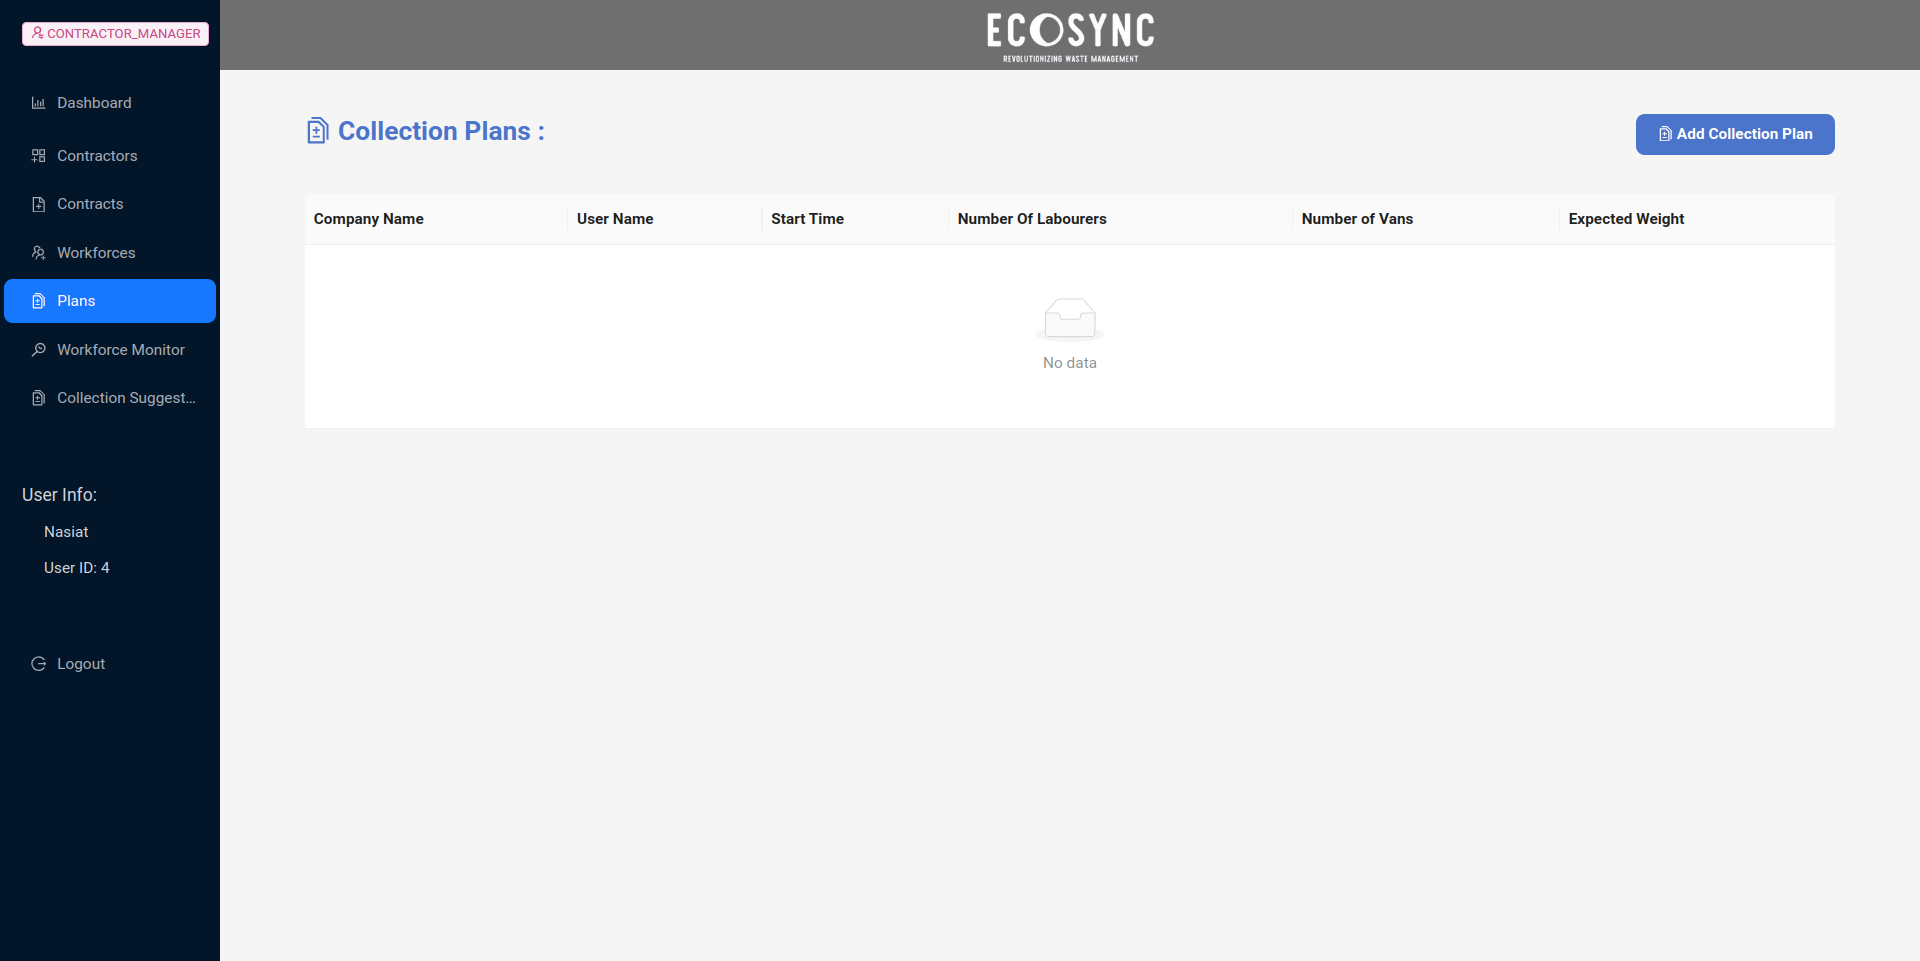 CONTRACTOR_MANAGER
Dashboard
Contractors
Contracts
Workforces
Plans
Workforce Monitor
Collection Suggest...
User Info:
Nasiat
User ID: 4
Logout
ECOSYNC
REVOLUTIONIZING WASTE MANAGEMENT
Collection Plans :
Add Collection Plan
Company Name User Name Start Time Number Of Labourers Number of Vans Expected Weight
No data